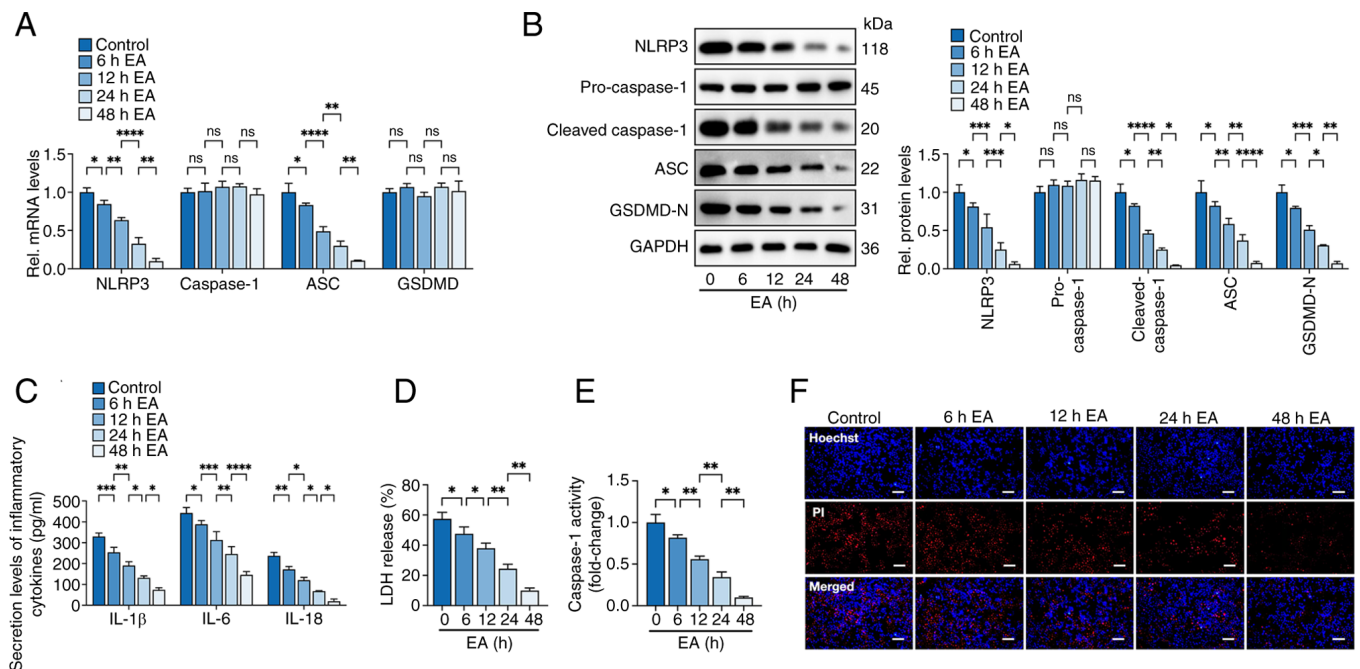 A
Control
6 h EA
12 h EA
24 h EA
48 h EA
**** ns ns **** ** ns ns
* ** ** ns ns * ** ns ns
Rel. mRNA levels
1.5
1.0
0.5
0.0
NLRP3 Caspase-1 ASC GSDMD
B
kDa
NLRP3 118
Pro-caspase-1 45
Cleaved caspase-1 20
ASC 22
GSDMD-N 31
GAPDH 36
0 6 12 24 48
EA (h)
Control
6 h EA
12 h EA
24 h EA
48 h EA
ns
*** * ns **** * * ** *** **
* *** ns ns * ** ** **** * *
Rel. protein levels
1.5
1.0
0.5
0.0
NLRP3
Pro-
caspase-1
Cleaved-
caspase-1
ASC
GSDMD-N
C
Control
6 h EA
12 h EA
24 h EA
48 h EA
** *** **** *
*** * * * ** ** * *
Secretion levels of inflammatory
cytokines (pg/ml)
500
400
300
200
100
0
IL-1β IL-6 IL-18
D
**
* * **
LDH release (%)
80
60
40
20
0
0 6 12 24 48
EA (h)
E
**
* ** **
Caspase-1 activity
(fold-change)
1.5
1.0
0.5
0.0
0 6 12 24 48
EA (h)
F
Control 6 h EA 12 h EA 24 h EA 48 h EA
Hoechst
PI
Merged